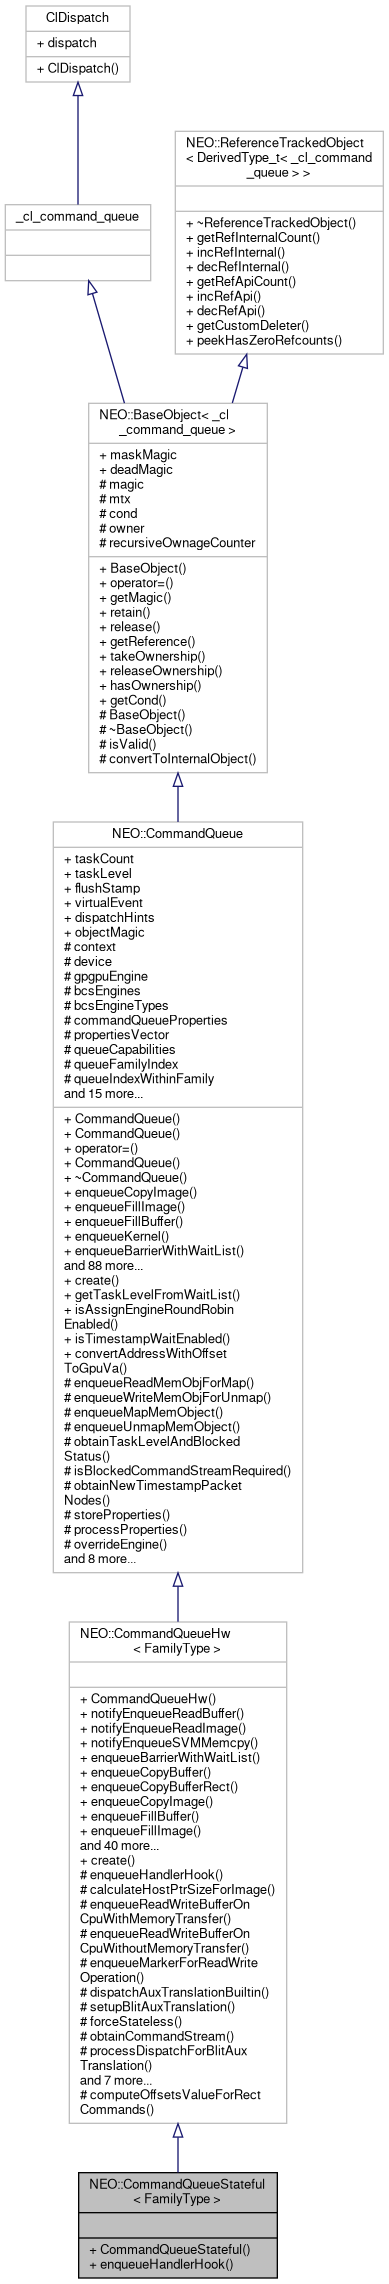 ClDispatch
+ dispatch
+ ClDispatch()
NEO::ReferenceTrackedObject
< DerivedType_t< _cl_command
_queue > >
+ ~ReferenceTrackedObject()
+ getRefInternalCount()
+ incRefInternal()
+ decRefInternal()
+ getRefApiCount()
+ incRefApi()
+ decRefApi()
+ getCustomDeleter()
+ peekHasZeroRefcounts()
_cl_command_queue
NEO::BaseObject< _cl
_command_queue >
+ maskMagic
+ deadMagic
# magic
# mtx
# cond
# owner
# recursiveOwnageCounter
+ BaseObject()
+ operator=()
+ getMagic()
+ retain()
+ release()
+ getReference()
+ takeOwnership()
+ releaseOwnership()
+ hasOwnership()
+ getCond()
# BaseObject()
# ~BaseObject()
# isValid()
# convertToInternalObject()
NEO::CommandQueue
+ taskCount
+ taskLevel
+ flushStamp
+ virtualEvent
+ dispatchHints
+ objectMagic
# context
# device
# gpgpuEngine
# bcsEngines
# bcsEngineTypes
# commandQueueProperties
# propertiesVector
# queueCapabilities
# queueFamilyIndex
# queueIndexWithinFamily
and 15 more...
+ CommandQueue()
+ CommandQueue()
+ operator=()
+ CommandQueue()
+ ~CommandQueue()
+ enqueueCopyImage()
+ enqueueFillImage()
+ enqueueFillBuffer()
+ enqueueKernel()
+ enqueueBarrierWithWaitList()
and 88 more...
+ create()
+ getTaskLevelFromWaitList()
+ isAssignEngineRoundRobin
Enabled()
+ isTimestampWaitEnabled()
+ convertAddressWithOffset
ToGpuVa()
# enqueueReadMemObjForMap()
# enqueueWriteMemObjForUnmap()
# enqueueMapMemObject()
# enqueueUnmapMemObject()
# obtainTaskLevelAndBlocked
Status()
# isBlockedCommandStreamRequired()
# obtainNewTimestampPacket
Nodes()
# storeProperties()
# processProperties()
# overrideEngine()
and 8 more...
NEO::CommandQueueHw
< FamilyType >
+ CommandQueueHw()
+ notifyEnqueueReadBuffer()
+ notifyEnqueueReadImage()
+ notifyEnqueueSVMMemcpy()
+ enqueueBarrierWithWaitList()
+ enqueueCopyBuffer()
+ enqueueCopyBufferRect()
+ enqueueCopyImage()
+ enqueueFillBuffer()
+ enqueueFillImage()
and 40 more...
+ create()
# enqueueHandlerHook()
# calculateHostPtrSizeForImage()
# enqueueReadWriteBufferOn
CpuWithMemoryTransfer()
# enqueueReadWriteBufferOn
CpuWithoutMemoryTransfer()
# enqueueMarkerForReadWrite
Operation()
# dispatchAuxTranslationBuiltin()
# setupBlitAuxTranslation()
# forceStateless()
# obtainCommandStream()
# processDispatchForBlitAux
Translation()
and 7 more...
# computeOffsetsValueForRect
Commands()
NEO::CommandQueueStateful
< FamilyType >
+ CommandQueueStateful()
+ enqueueHandlerHook()